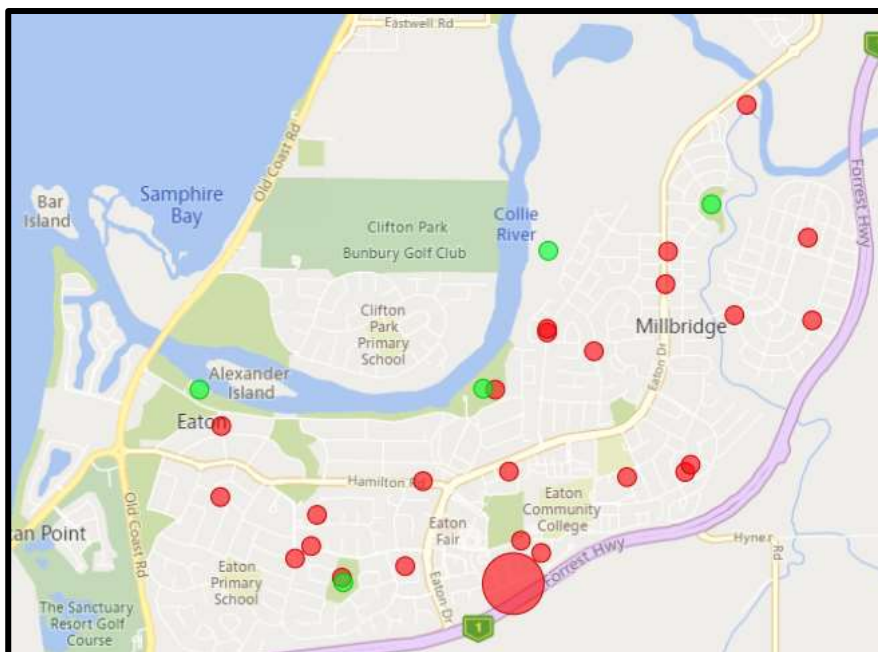 Eastwell Rd
Old Coast Rd
Samphire
Bay
Bar
Island
Clifton Park
Bunbury Golf Club
Collie
River
Forrest Hwy
Clifton
Park
Primary
School
Millbridge
Eaton Dr
Alexander
Island
Eaton
Hamilton Rd
Eaton
Community
College
Old Coast Rd
an Point
Eaton
Fair
Hynes
Rd
Forrest Hwy
Eaton
Primary
School
Eaton Dr
The Sanctuary
Resort Golf
Course
1